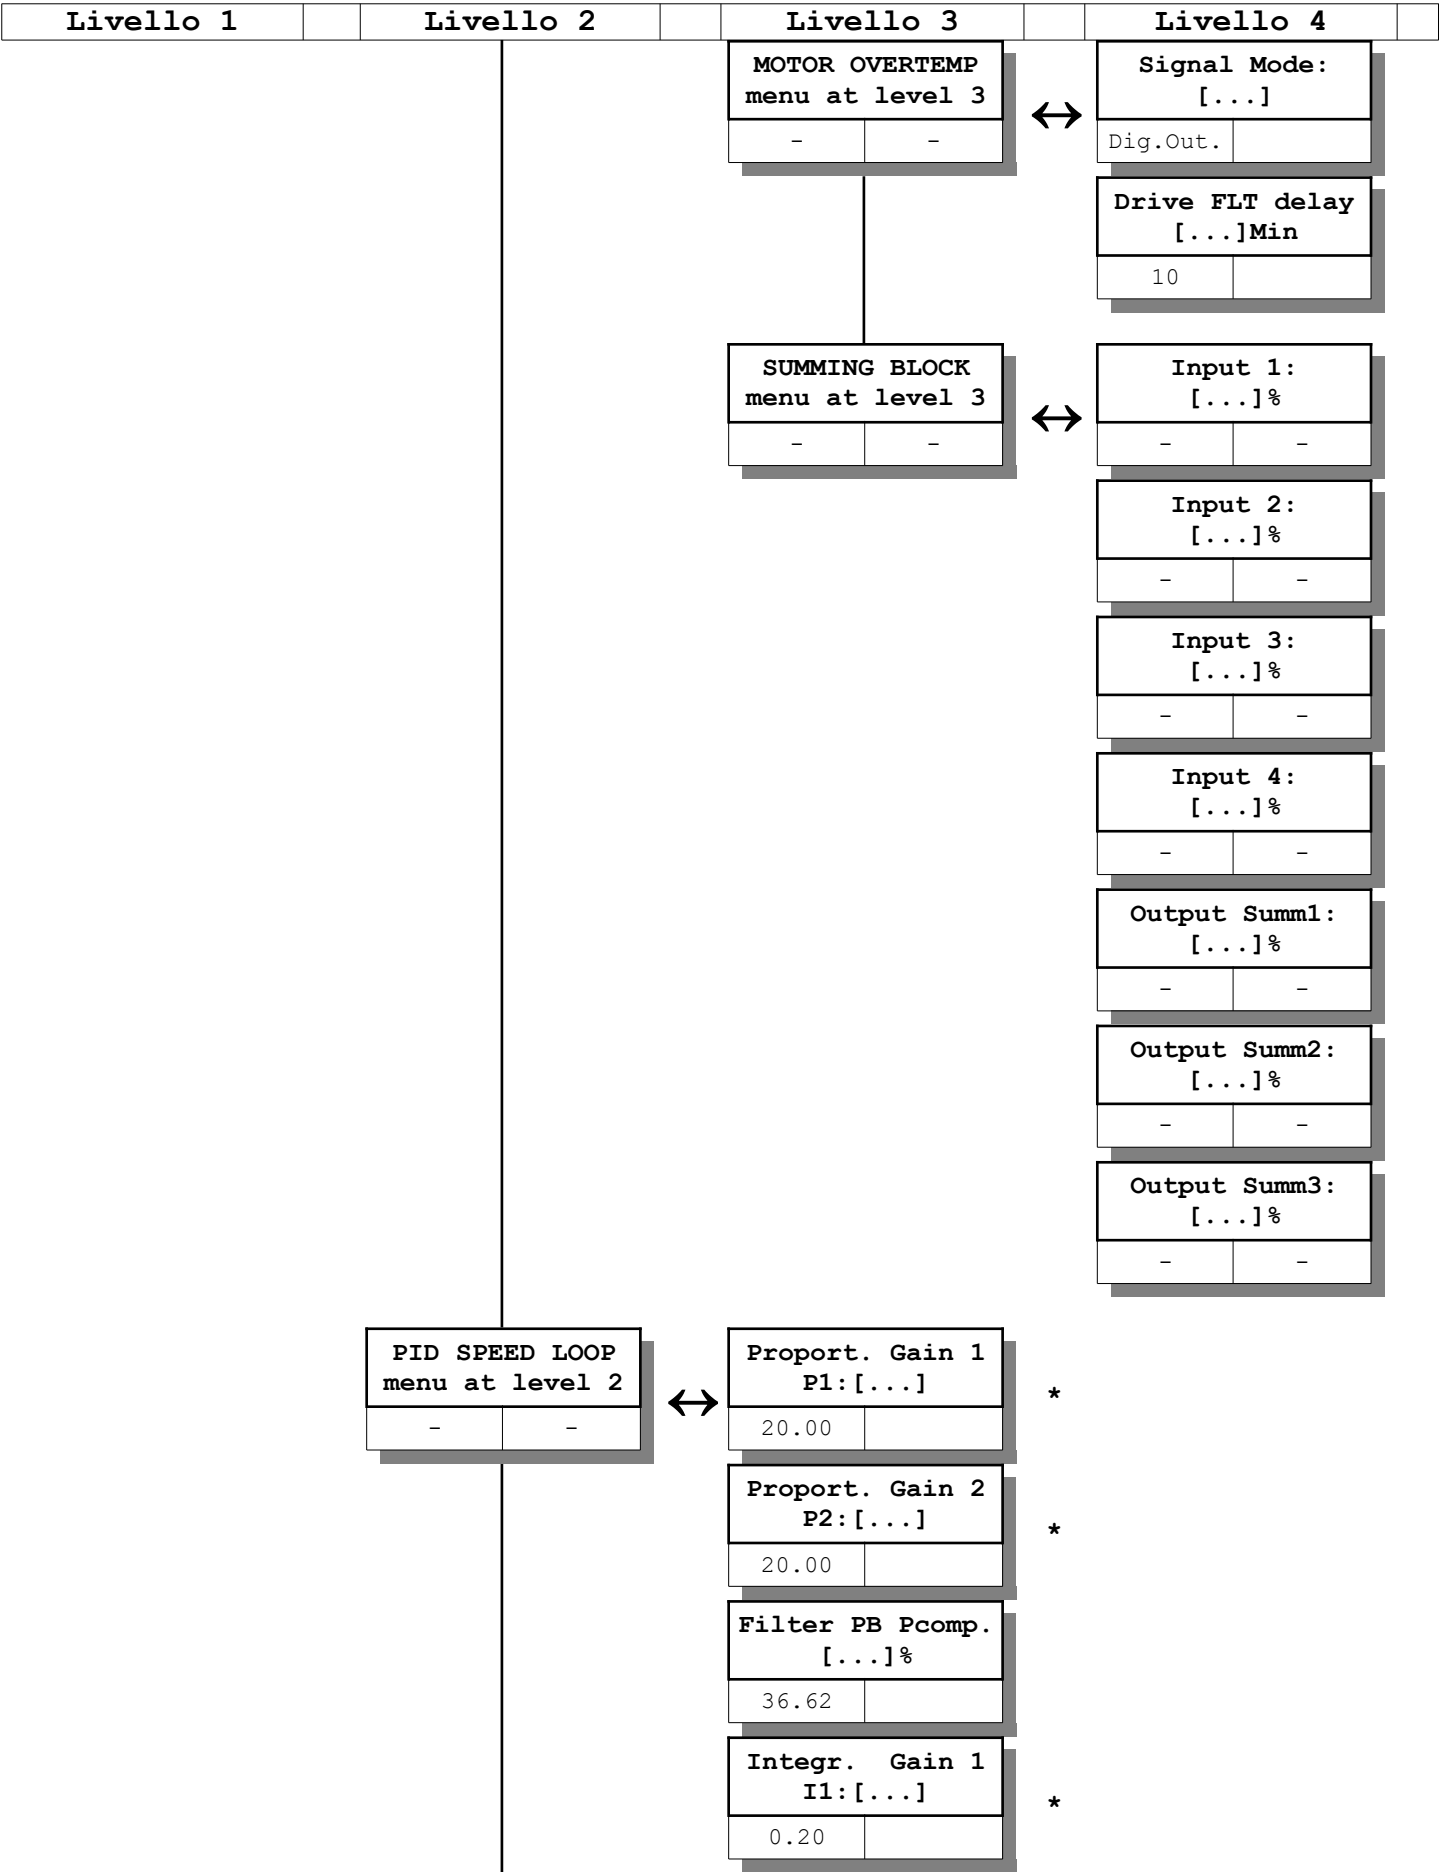 Livello 1 Livello 2 Livello 3 Livello 4
MOTOR OVERTEMP
menu at level 3
- -
↔
Signal Mode:
[...]
Dig.Out.
Drive FLT delay
[...]Min
10
SUMMING BLOCK
menu at level 3
- -
↔
Input 1:
[...]%
- -
Input 2:
[...]%
- -
Input 3:
[...]%
- -
Input 4:
[...]%
- -
Output Summ1:
[...]%
- -
Output Summ2:
[...]%
- -
Output Summ3:
[...]%
- -
PID SPEED LOOP
menu at level 2
- -
↔
Proport. Gain 1
P1:[...]
20.00
*
Proport. Gain 2
P2:[...]
20.00
*
Filter PB Pcomp.
[...]%
36.62
Integr. Gain 1
I1:[...]
0.20
*